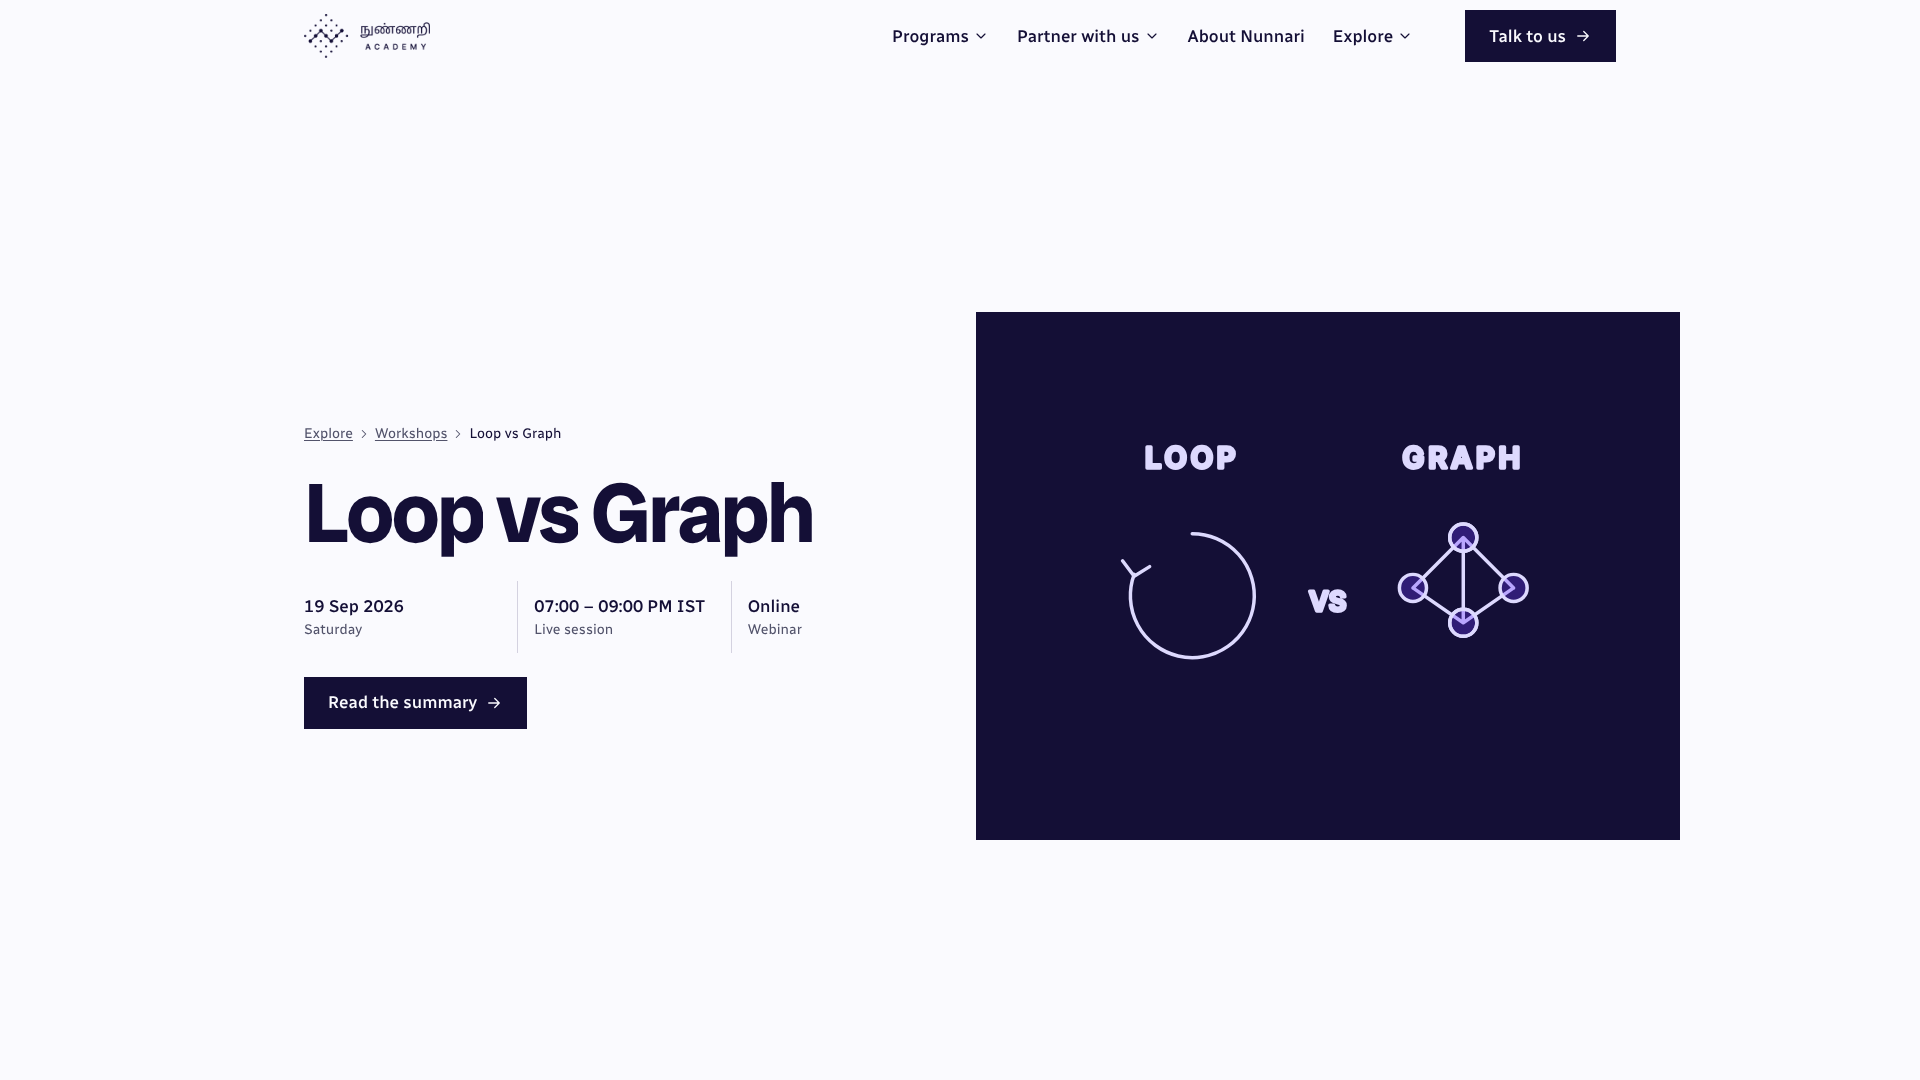 நுண்ணறி
ACADEMY
Programs
Partner with us
About Nunnari
Explore
Talk to us
Explore > Workshops > Loop vs Graph
Loop vs Graph
19 Sep 2026
Saturday
07:00 – 09:00 PM IST
Live session
Online
Webinar
Read the summary
LOOP
GRAPH
VS